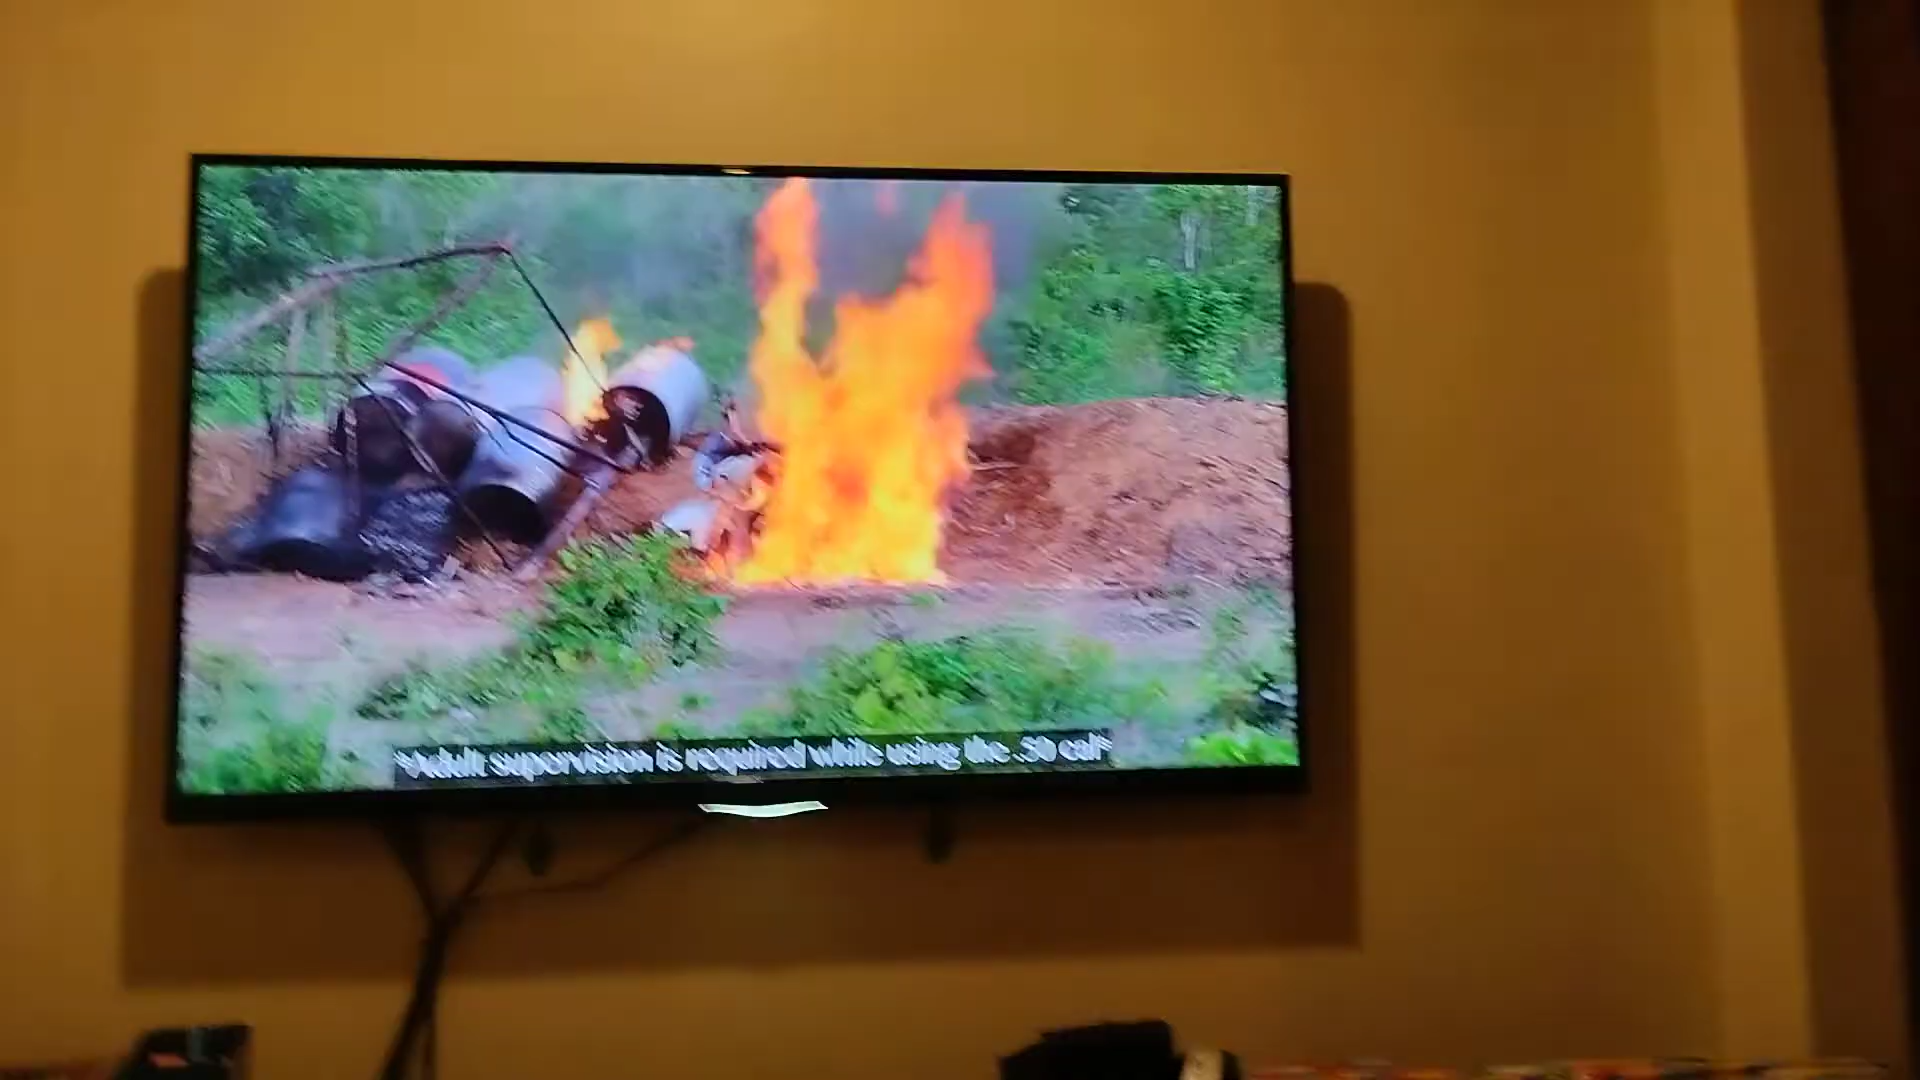 *Adult supervision is required while using the .50 cal*